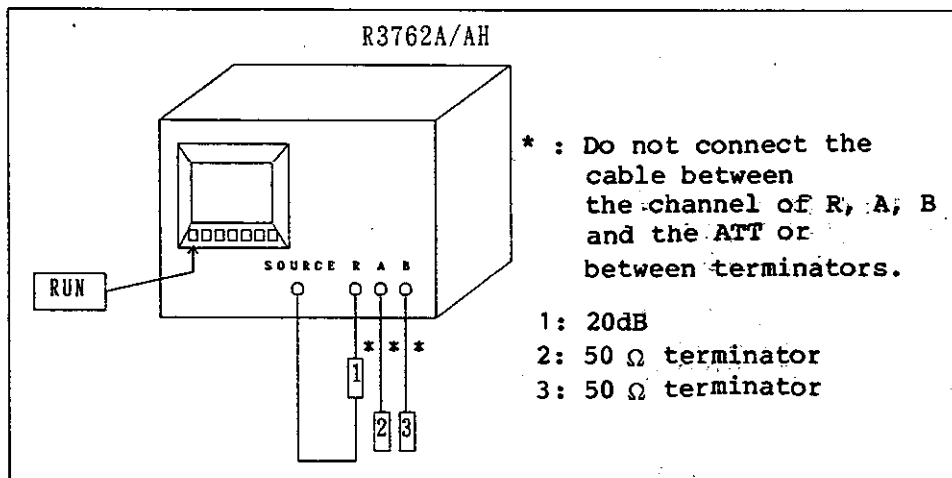 R3762A/AH
* : Do not connect the
cable between
the channel of R, A, B
and the ATT or
between terminators.
RUN
SOURCE R A B
* * *
1
2 3
1: 20dB
2: 50 Ω terminator
3: 50 Ω terminator